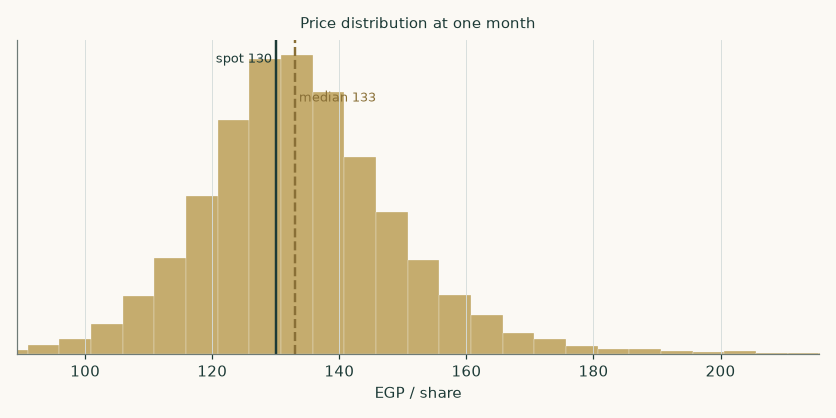 Price distribution at one month
spot 130
median 133
100 120 140 160 180 200
EGP / share